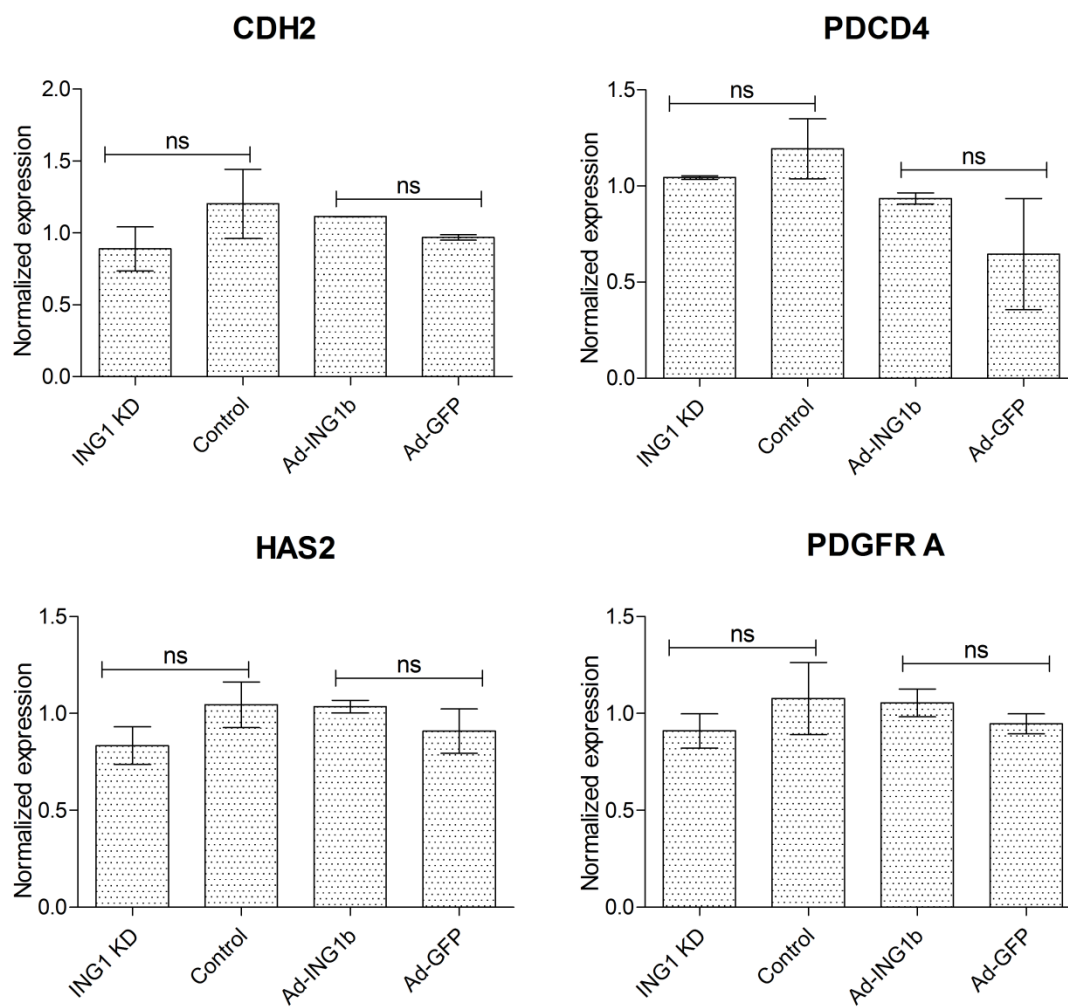 CDH2
Normalized expression
2.0
1.5
1.0
0.5
0.0
ns
ns
ING1 KD
Control
Ad-ING1b
Ad-GFP
PDCD4
Normalized expression
1.5
1.0
0.5
0.0
ns
ns
ING1 KD
Control
Ad-ING1b
Ad-GFP
HAS2
Normalized expression
1.5
1.0
0.5
0.0
ns
ns
ING1 KD
Control
Ad-ING1b
Ad-GFP
PDGFR A
Normalized expression
1.5
1.0
0.5
0.0
ns
ns
ING1 KD
Control
Ad-ING1b
Ad-GFP